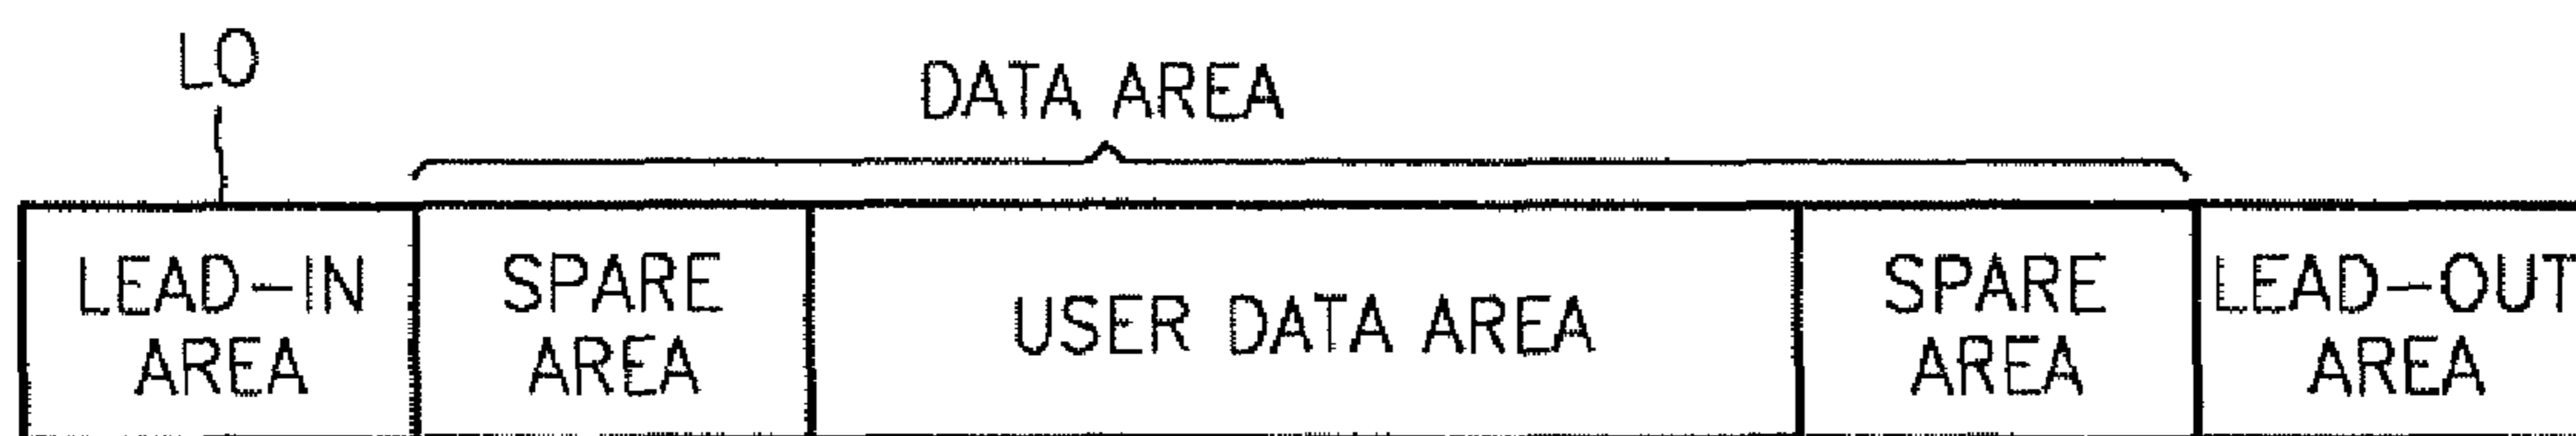 LO
DATA AREA
LEAD-IN
AREA
SPARE
AREA
USER DATA AREA
SPARE
AREA
LEAD-OUT
AREA